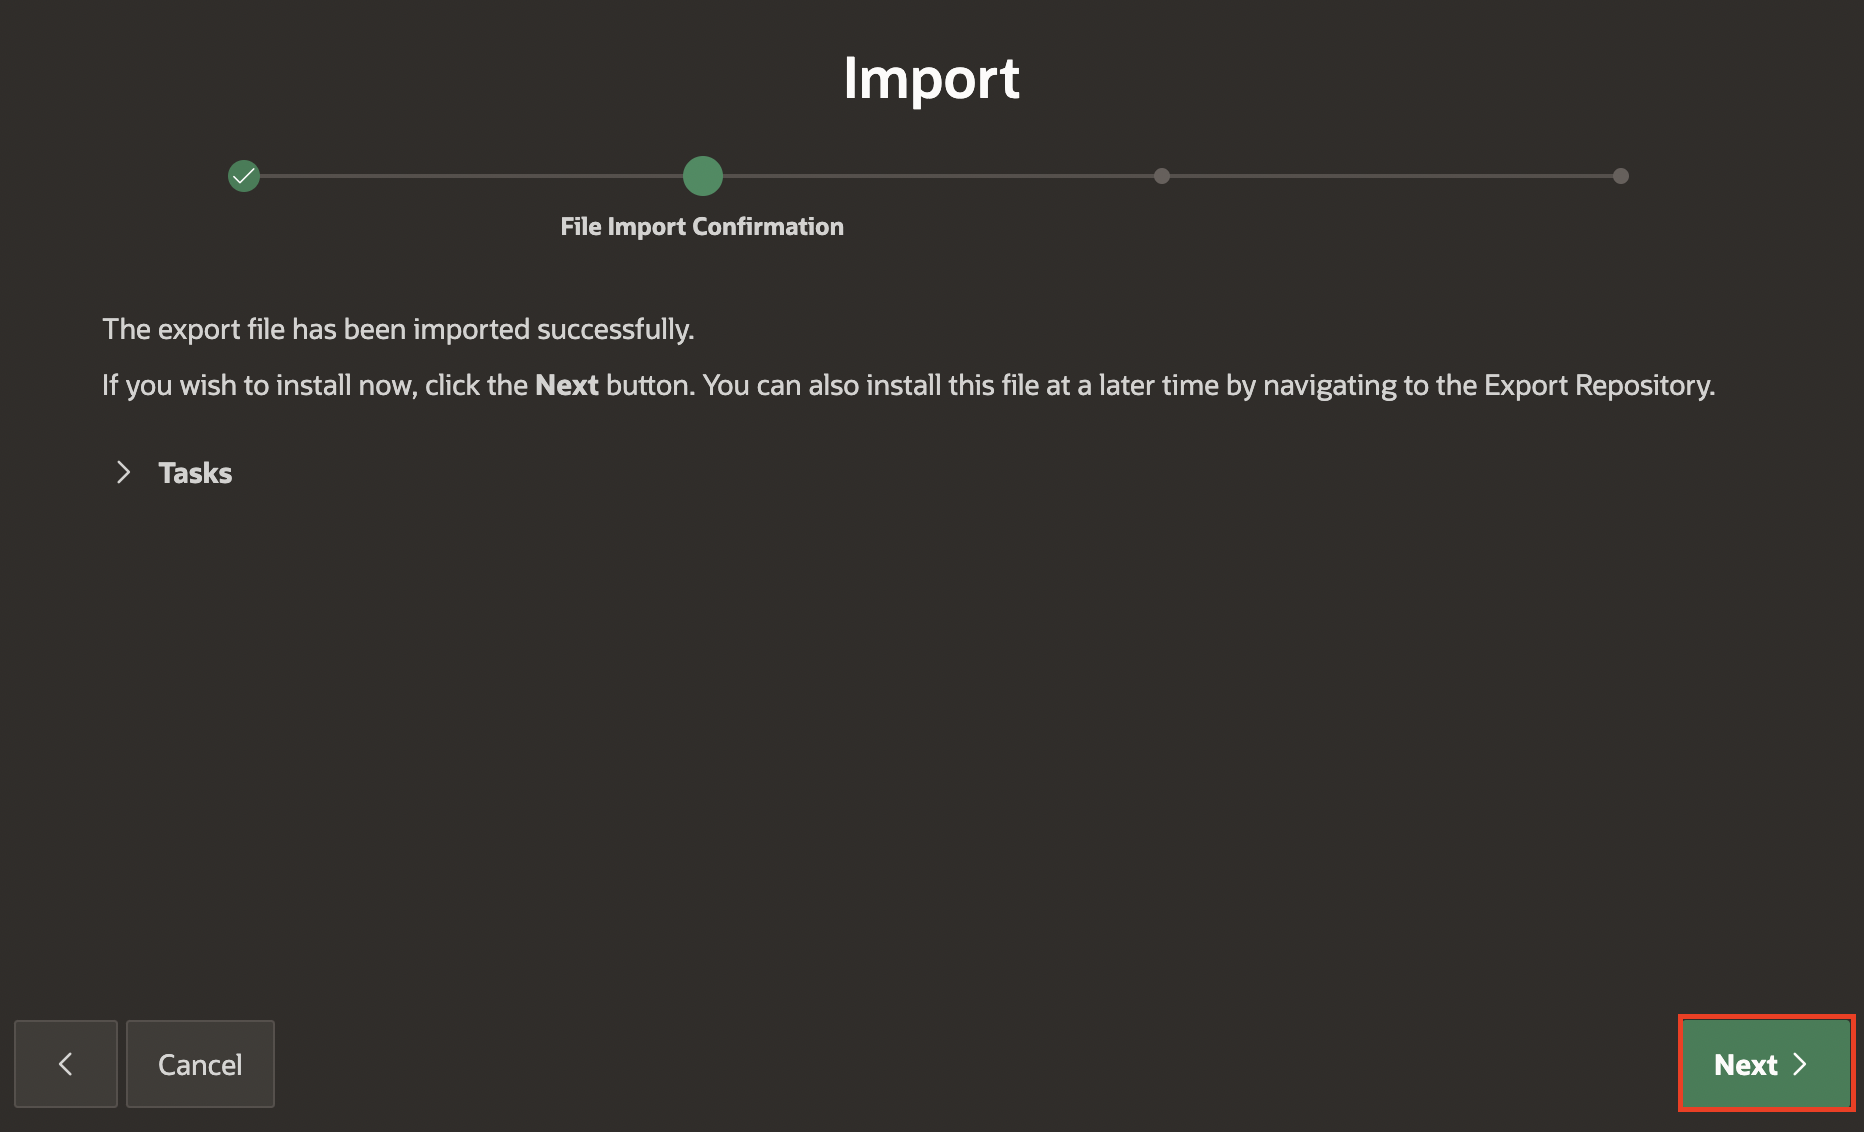 Import
File Import Confirmation
The export file has been imported successfully.
If you wish to install now, click the Next button. You can also install this file at a later time by navigating to the Export Repository.
Tasks
Cancel
Next